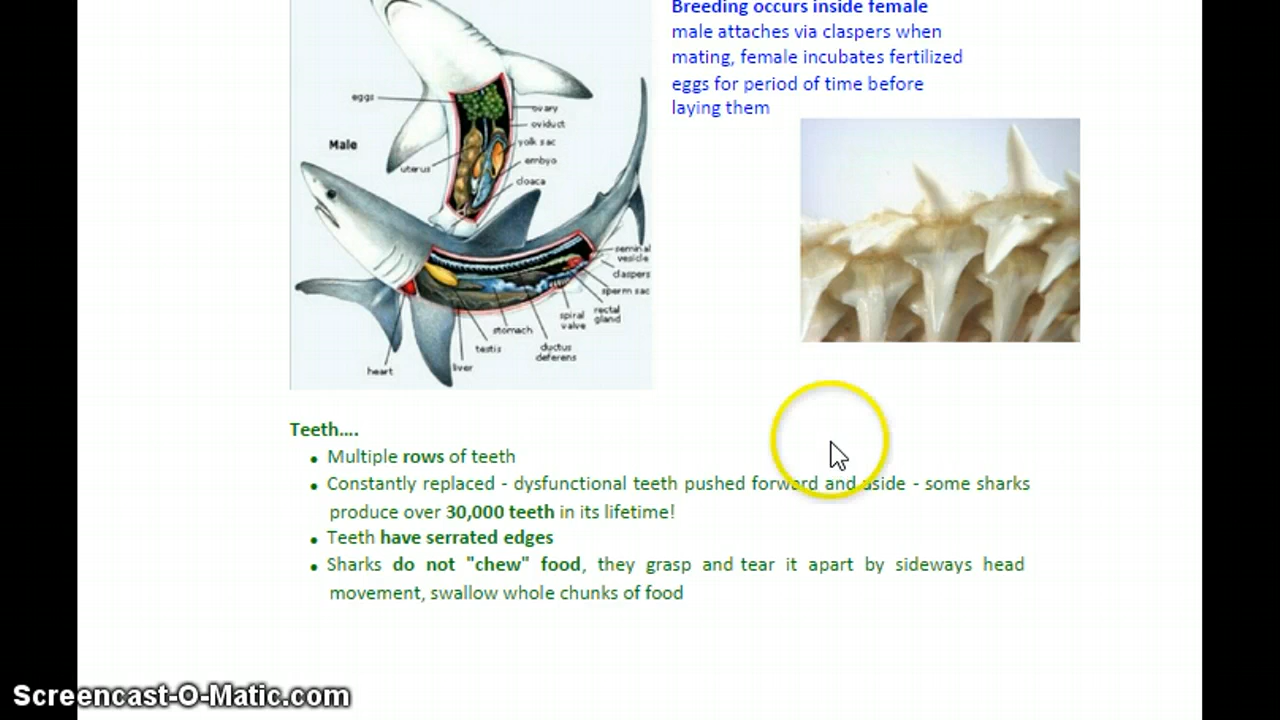 Breeding occurs inside female
male attaches via claspers when
mating, female incubates fertilized
eggs for period of time before
laying them
eggs
ovary
oviduct
Male
yolk sac
uterus
embyo
cloaca
seminal
vesicle
claspers
sperm sac
rectal
gland
spiral
valve
stomach
testis
ductus
deferens
heart
liver
Teeth....
• Multiple rows of teeth
• Constantly replaced - dysfunctional teeth pushed forward and aside - some sharks
produce over 30,000 teeth in its lifetime!
• Teeth have serrated edges
• Sharks do not "chew" food, they grasp and tear it apart by sideways head
movement, swallow whole chunks of food
Screencast-O-Matic.com